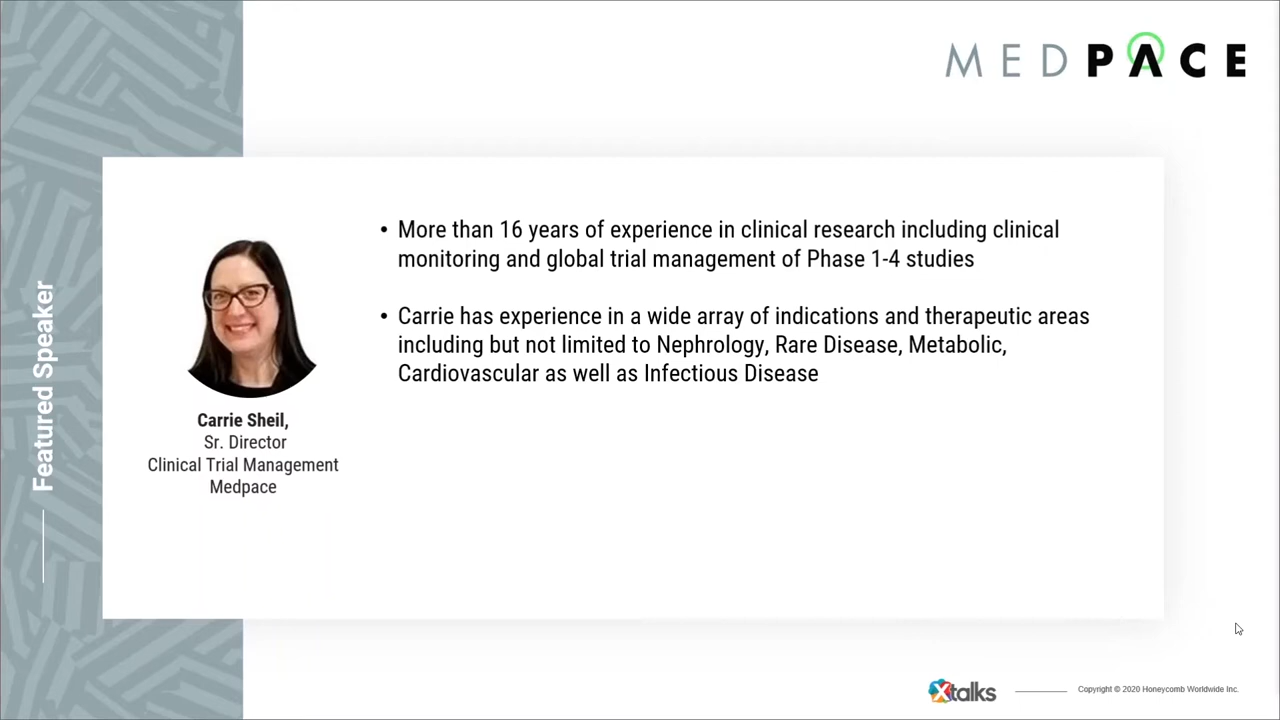 MEDPACE
Featured Speaker
• More than 16 years of experience in clinical research including clinical
monitoring and global trial management of Phase 1-4 studies
• Carrie has experience in a wide array of indications and therapeutic areas
including but not limited to Nephrology, Rare Disease, Metabolic,
Cardiovascular as well as Infectious Disease
Carrie Sheil,
Sr. Director
Clinical Trial Management
Medpace
Xtalks
Copyright © 2020 Honeycomb Worldwide Inc.